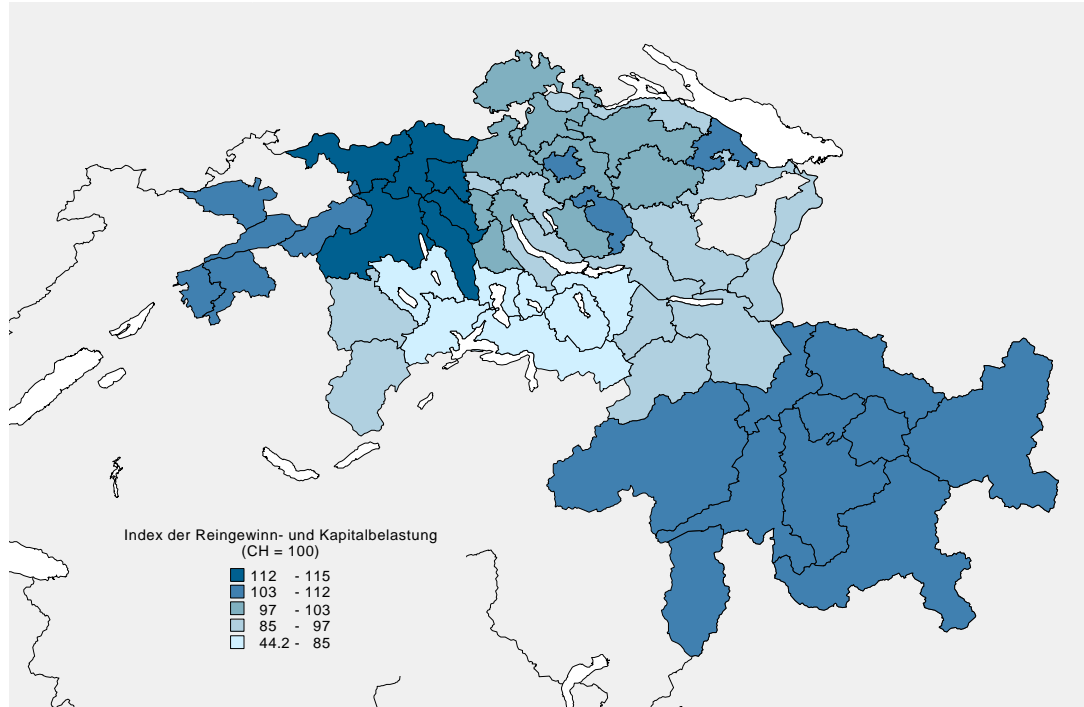 Index der Reingewinn- und Kapitalbelastung
(CH = 100)
112 - 115
103 - 112
97 - 103
85 - 97
44.2 - 85